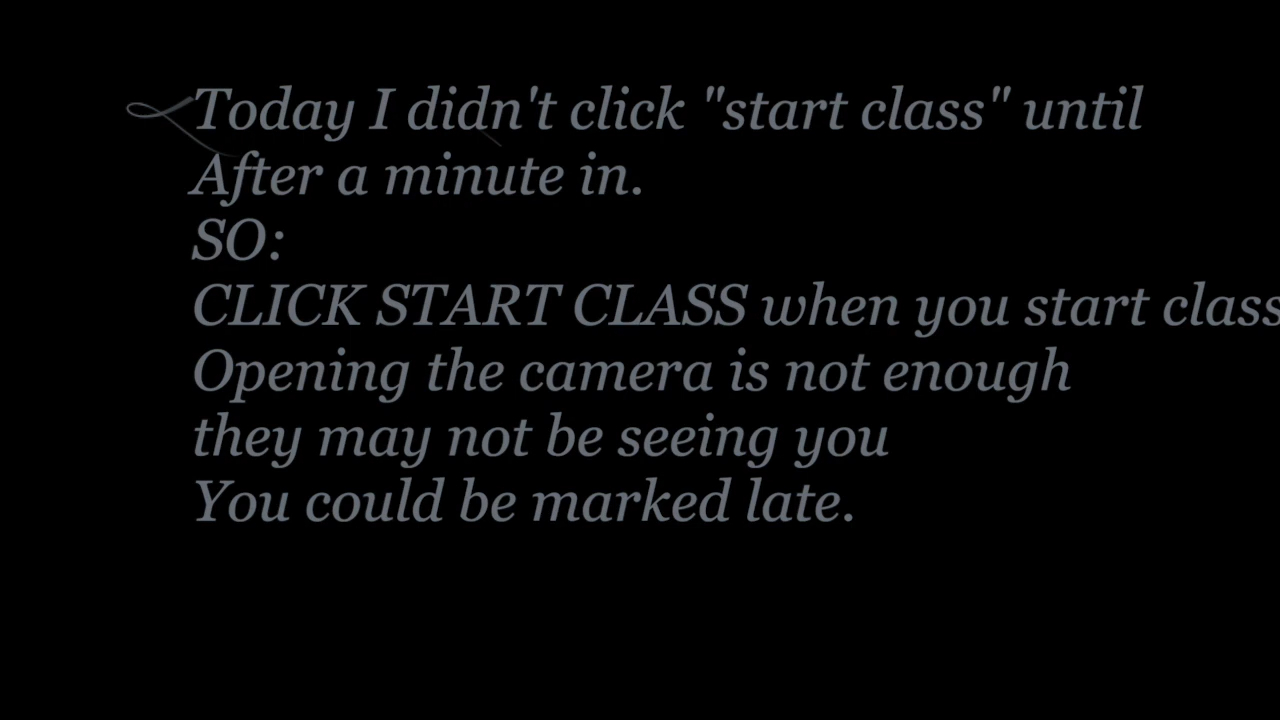 Today I didn't click "start class" until
After a minute in.
SO:
CLICK START CLASS when you start class
Opening the camera is not enough
they may not be seeing you
You could be marked late.